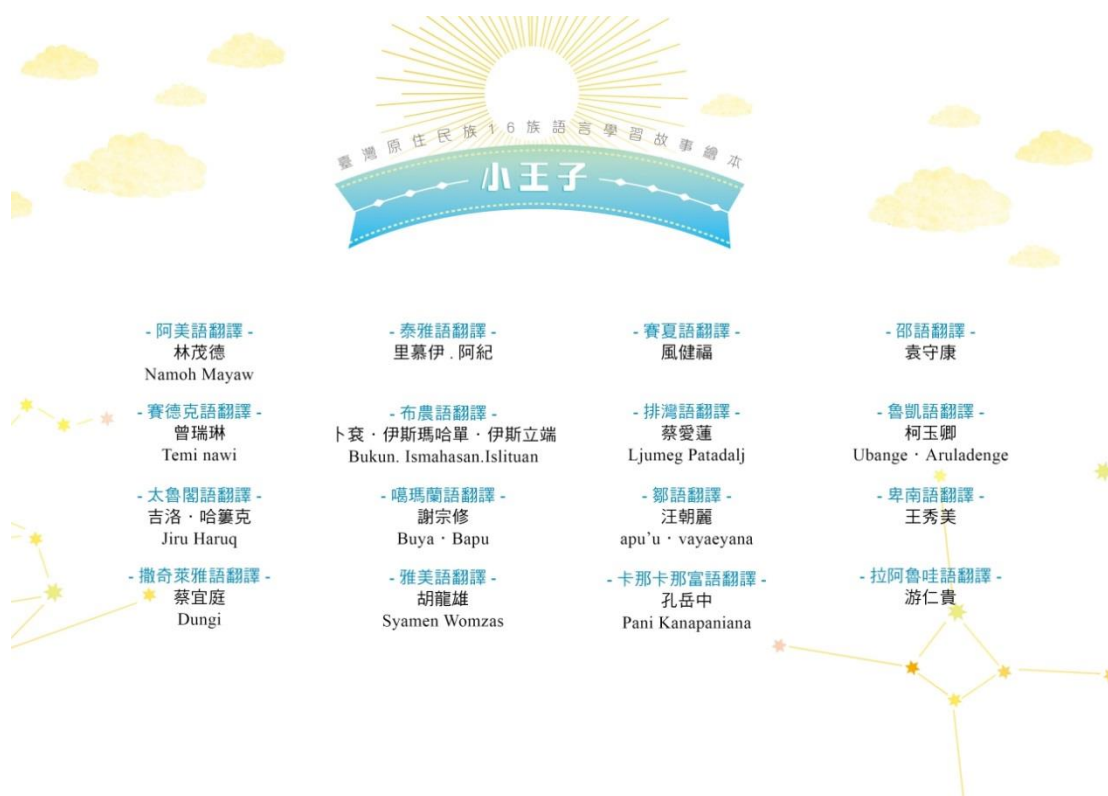 臺灣原住民族16族語言學習故事繪本
小王子
- 阿美語翻譯 -
林茂德
Namoh Mayaw
- 泰雅語翻譯 -
里慕伊 . 阿紀
- 賽夏語翻譯 -
風健福
- 邵語翻譯 -
袁守康
- 賽德克語翻譯 -
曾瑞琳
Temi nawi
- 布農語翻譯 -
卜袞．伊斯瑪哈單．伊斯立端
Bukun. Ismahasan.Islituan
- 排灣語翻譯 -
蔡愛蓮
Ljumeg Patadalj
- 魯凱語翻譯 -
柯玉卿
Ubange．Aruladenge
- 太魯閣語翻譯 -
吉洛．哈簍克
Jiru Haruq
- 噶瑪蘭語翻譯 -
謝宗修
Buya．Bapu
- 鄒語翻譯 -
汪朝麗
apu’u．vayaeyana
- 卑南語翻譯 -
王秀美
- 撒奇萊雅語翻譯 -
蔡宜庭
Dungi
- 雅美語翻譯 -
胡龍雄
Syamen Womzas
- 卡那卡那富語翻譯 -
孔岳中
Pani Kanapaniana
- 拉阿魯哇語翻譯 -
游仁貴